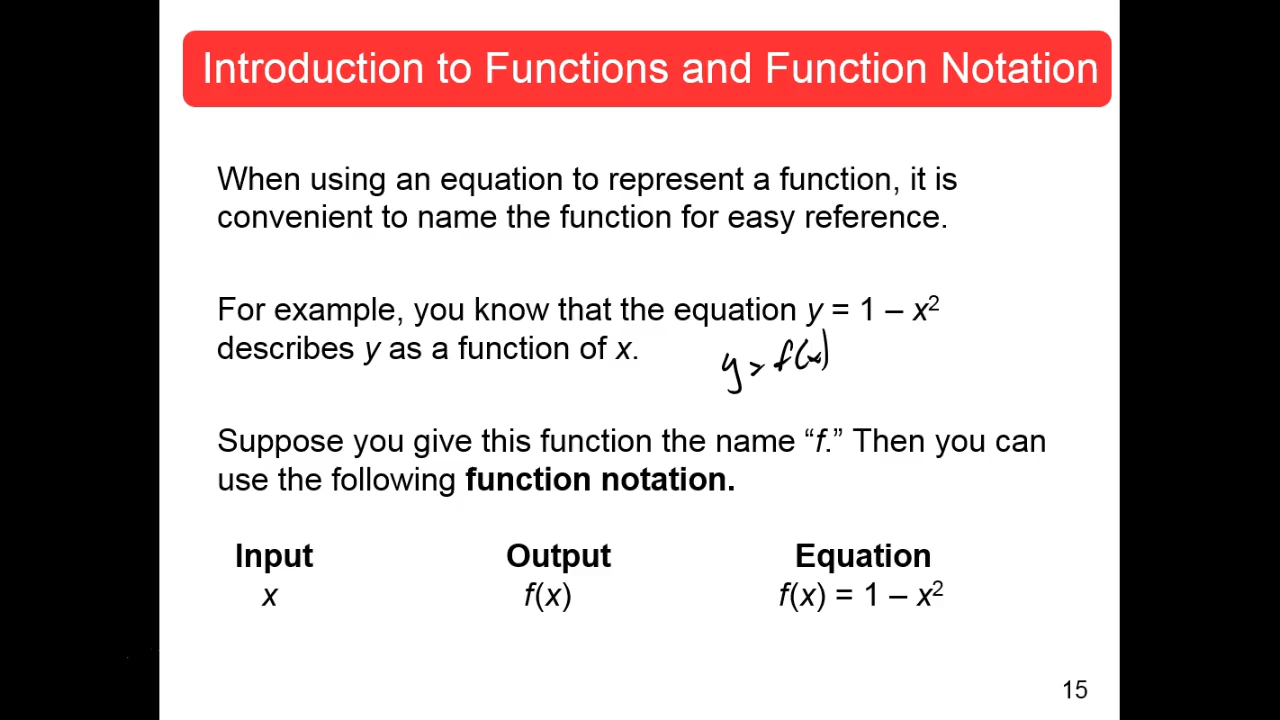 Introduction to Functions and Function Notation
When using an equation to represent a function, it is
convenient to name the function for easy reference.
For example, you know that the equation y = 1 – x²
describes y as a function of x.
y = f(x)
Suppose you give this function the name “f.” Then you can
use the following function notation.
Input Output Equation
x f(x) f(x) = 1 – x²
15